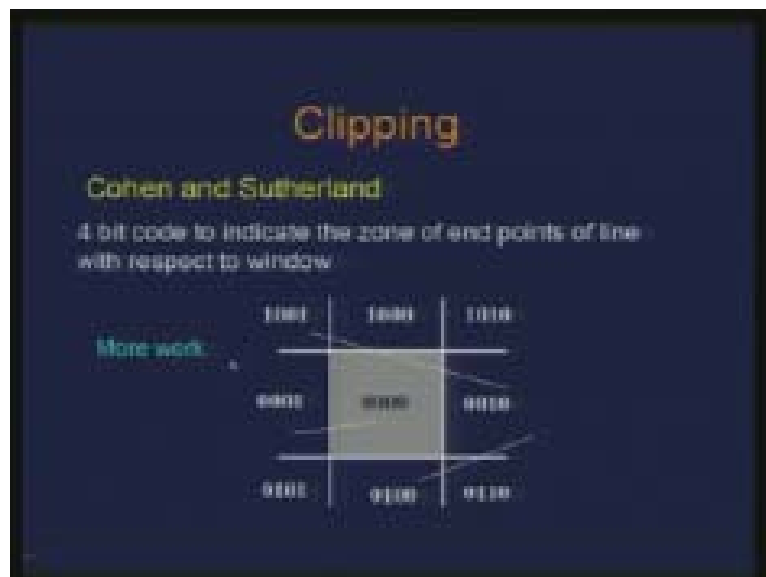 Clipping
Cohen and Sutherland
4 bit code to indicate the zone of end points of line
with respect to window
1001 1000 1010
More work
0001 0000 0010
0101 0100 0110